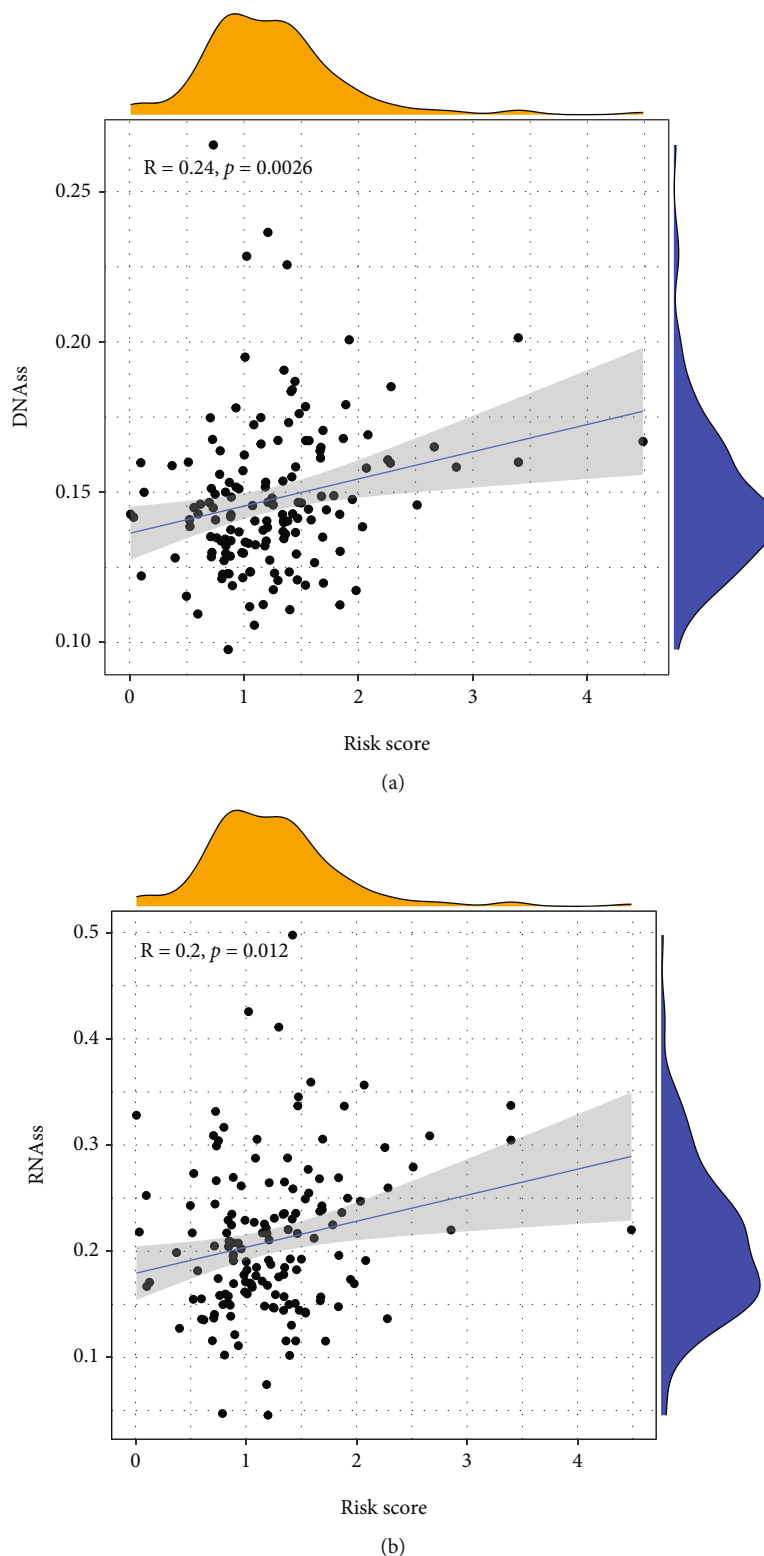 R = 0.24, p = 0.0026
0.25
0.20
0.15
0.10
DNAss
0 1 2 3 4
Risk score
(a)
R = 0.2, p = 0.012
0.5
0.4
0.3
0.2
0.1
RNAss
0 1 2 3 4
Risk score
(b)